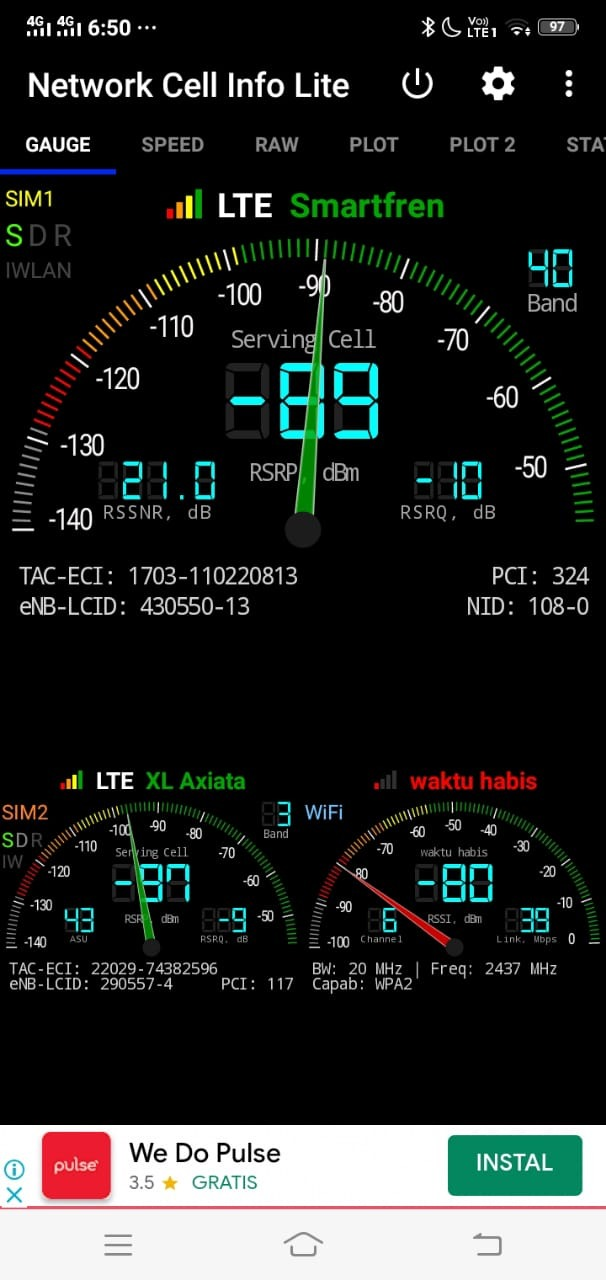 4G 4G 6:50 ··· Vo)) LTE1 97
Network Cell Info Lite
GAUGE SPEED RAW PLOT PLOT 2 STA
SIM1 LTE Smartfren
S D R
IWLAN
40
Band
-140 -130 -120 -110 -100 -90 -80 -70 -60 -50
Serving Cell
-89
RSRP, dBm
21.0
RSSNR, dB
-10
RSRQ, dB
TAC-ECI: 1703-110220813 PCI: 324
eNB-LCID: 430550-13 NID: 108-0
LTE XL Axiata
SIM2
S D R
IW
3
Band
-140 -130 -120 -110 -100 -90 -80 -70 -60 -50
Serving Cell
-97
RSRP, dBm
43
ASU
-9
RSRQ, dB
TAC-ECI: 22029-74382596
eNB-LCID: 290557-4 PCI: 117
waktu habis
WiFi
-100 -90 -80 -70 -60 -50 -40 -30 -20 -10 0
waktu habis
-80
RSSI, dBm
6
Channel
39
Link, Mbps
BW: 20 MHz | Freq: 2437 MHz
Capab: WPA2
pulse
We Do Pulse
3.5 ★ GRATIS
INSTAL